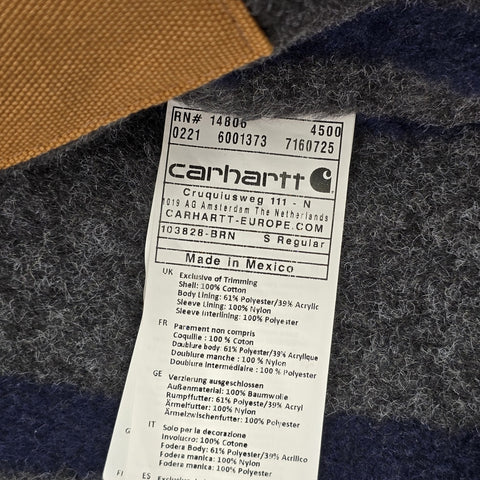 RN# 14806 4500
0221 6001373 7160725
carhartt
Cruquiusweg 111 - N
1019 AG Amsterdam The Netherlands
CARHARTT-EUROPE.COM
103828-BRN S Regular
Made in Mexico
UK Exclusive of Trimming
Shell: 100% Cotton
Body Lining: 61% Polyester/39% Acrylic
Sleeve Lining: 100% Nylon
Sleeve Interlining: 100% Polyester
FR Parement non compris
Coquille : 100% Coton
Doublure body: 61% Polyester/39% Acrylique
Doublure manche : 100% Nylon
Doublure Intermédiaire : 100% Polyester
GE Verzierung ausgeschlossen
Außenmaterial: 100% Baumwolle
Rumpffutter: 61% Polyester/39% Acryl
Ärmelfutter: 100% Nylon
Ärmelzwischenfutter: 100% Polyester
IT Solo per la decorazione
Involucro: 100% Cotone
Fodera Body: 61% Poliestere/39% Acrilico
Fodera manica: 100% Nylon
Fodera manica: 100% Poliestere
ES